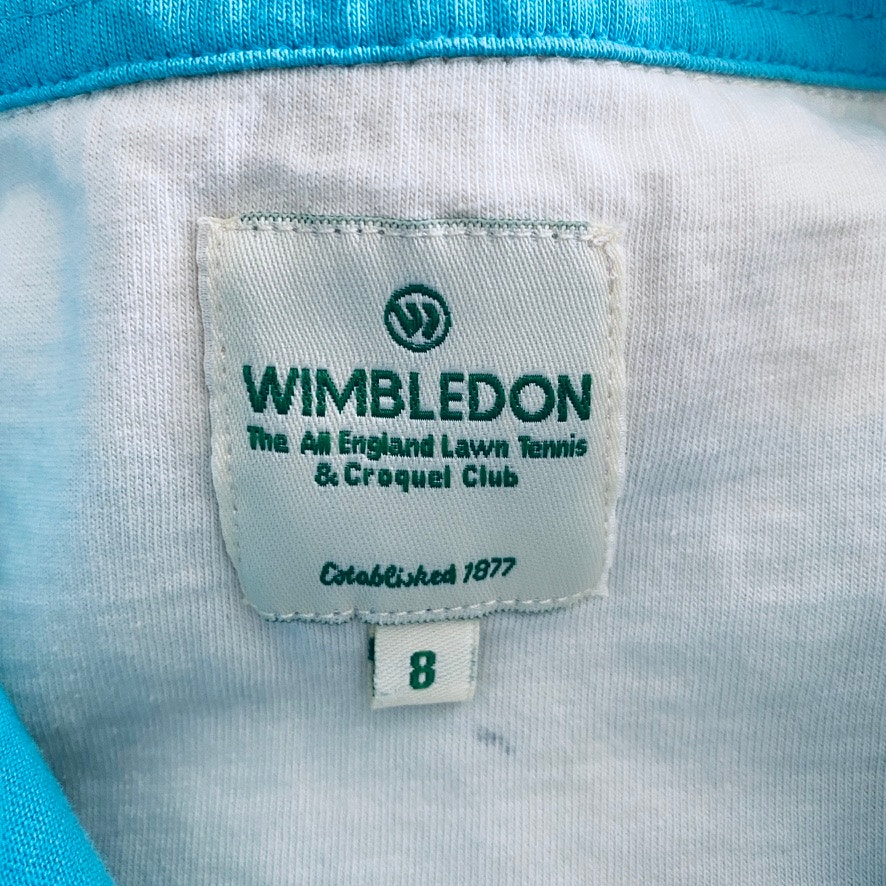 WIMBLEDON
The All England Lawn Tennis
& Croquet Club
Established 1877
8